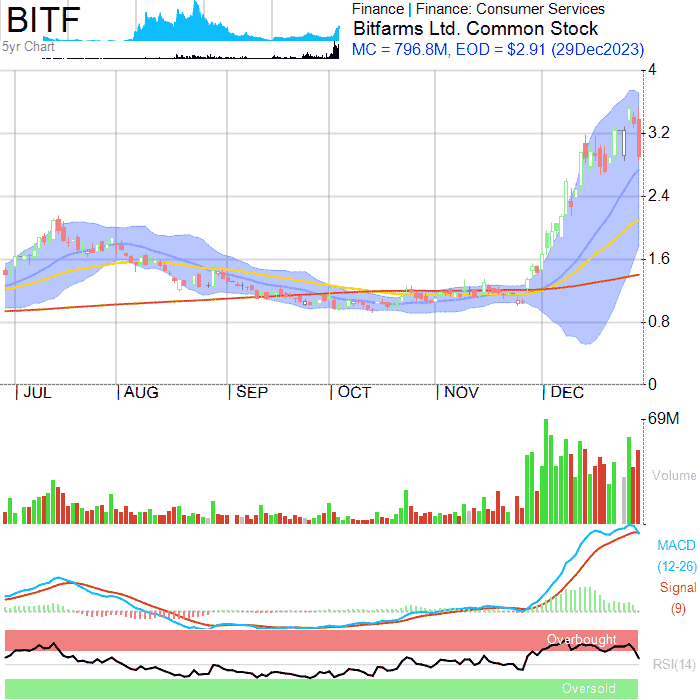 BITF
5yr Chart
Finance | Finance: Consumer Services
Bitfarms Ltd. Common Stock
MC = 796.8M, EOD = $2.91 (29Dec2023)
4
3.2
2.4
1.6
0.8
0
JUL AUG SEP OCT NOV DEC
69M
Volume
MACD
(12-26)
Signal
(9)
Overbought
RSI(14)
Oversold